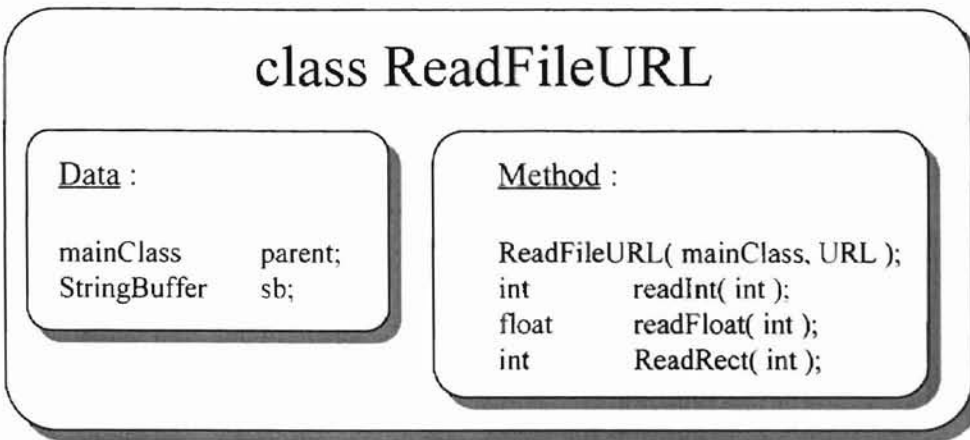 class ReadFileURL
Data :
mainClass parent;
StringBuffer sb;
Method :
ReadFileURL( mainClass, URL );
int readInt( int );
float readFloat( int );
int ReadRect( int );